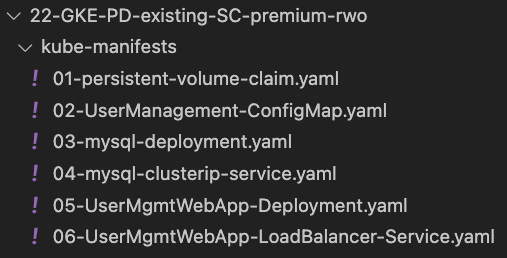 22-GKE-PD-existing-SC-premium-rwo
kube-manifests
! 01-persistent-volume-claim.yaml
! 02-UserManagement-ConfigMap.yaml
! 03-mysql-deployment.yaml
! 04-mysql-clusterip-service.yaml
! 05-UserMgmtWebApp-Deployment.yaml
! 06-UserMgmtWebApp-LoadBalancer-Service.yaml